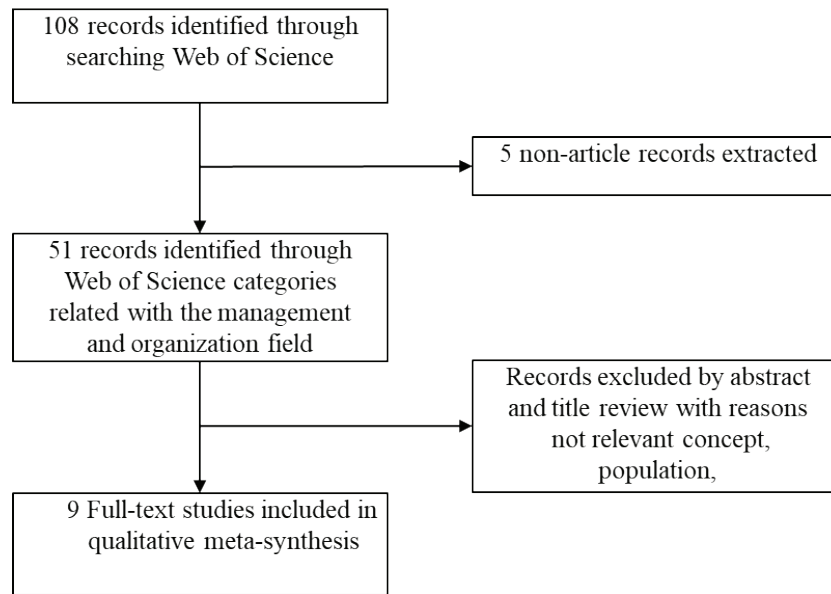 108 records identified through
searching Web of Science
5 non-article records extracted
51 records identified through
Web of Science categories
related with the management
and organization field
Records excluded by abstract
and title review with reasons
not relevant concept,
population,
9 Full-text studies included in
qualitative meta-synthesis